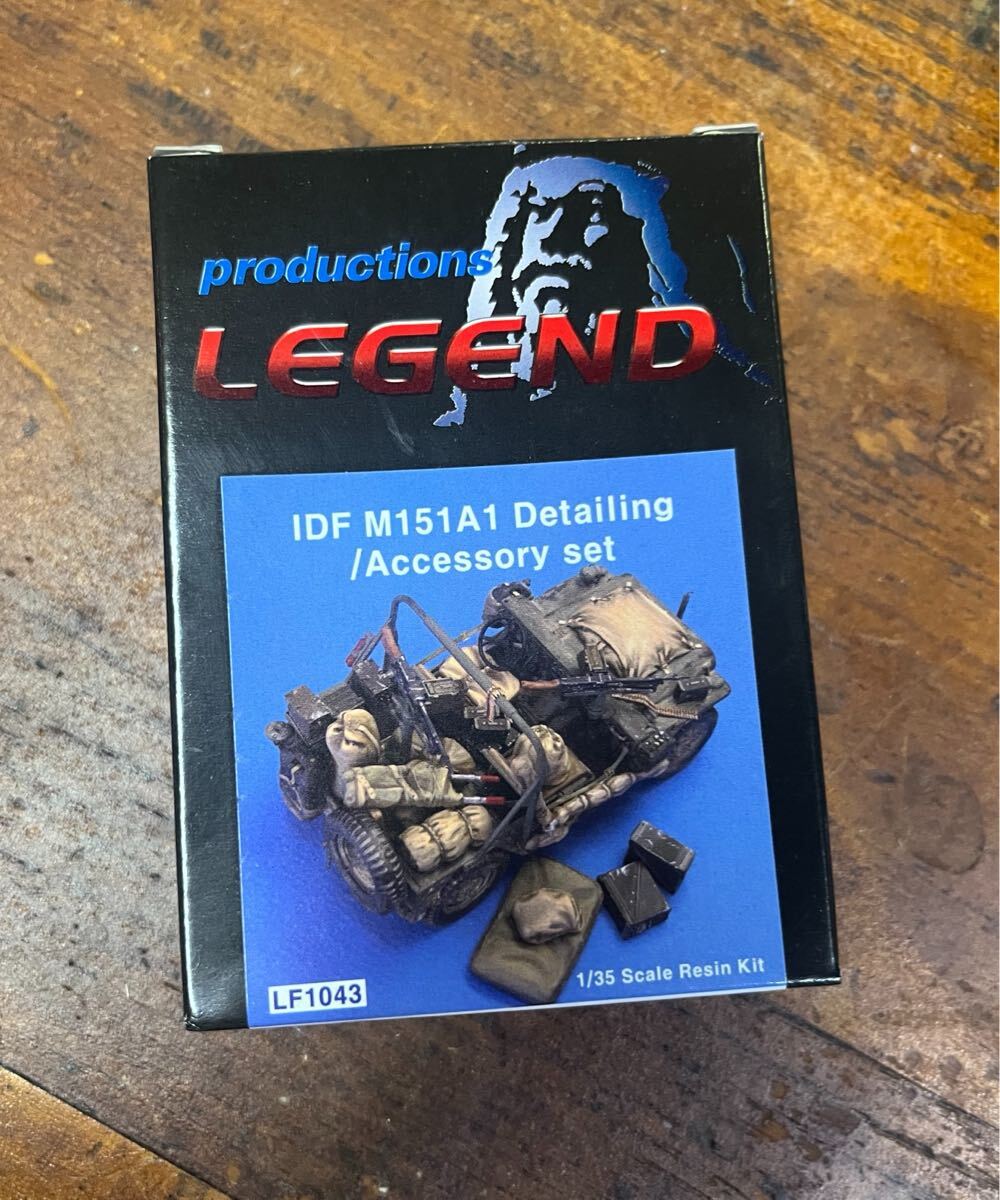 productions
LEGEND
IDF M151A1 Detailing
/Accessory set
1/35 Scale Resin Kit
LF1043